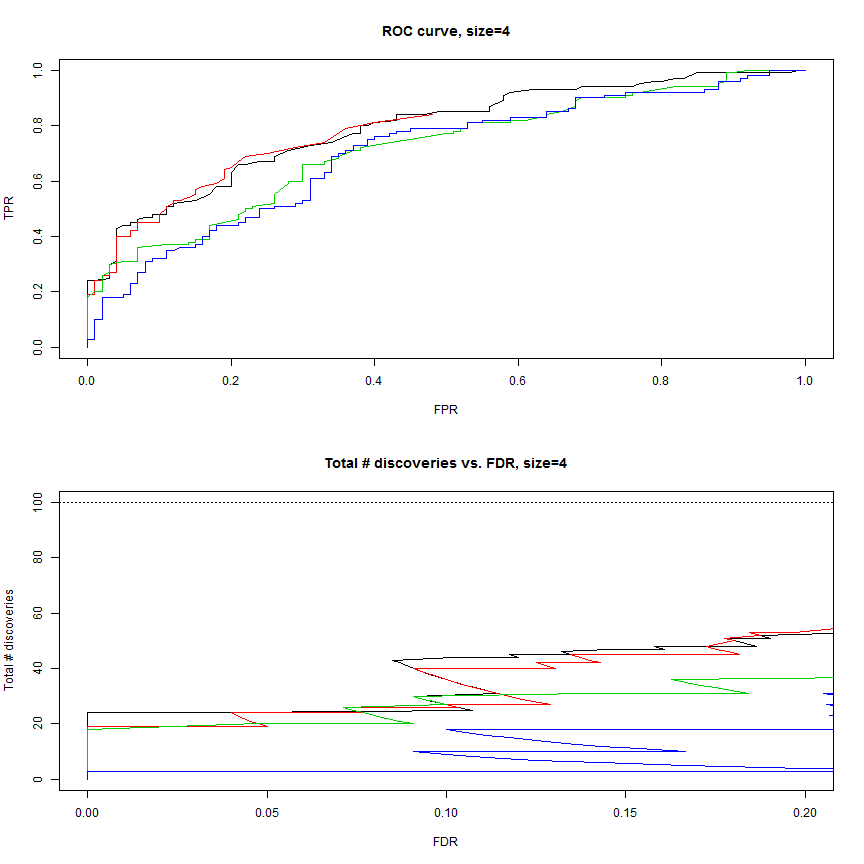 ROC curve, size=4
TPR
1.0
0.8
0.6
0.4
0.2
0.0
0.0 0.2 0.4 0.6 0.8 1.0
FPR
Total # discoveries vs. FDR, size=4
Total # discoveries
100
80
60
40
20
0
0.00 0.05 0.10 0.15 0.20
FDR